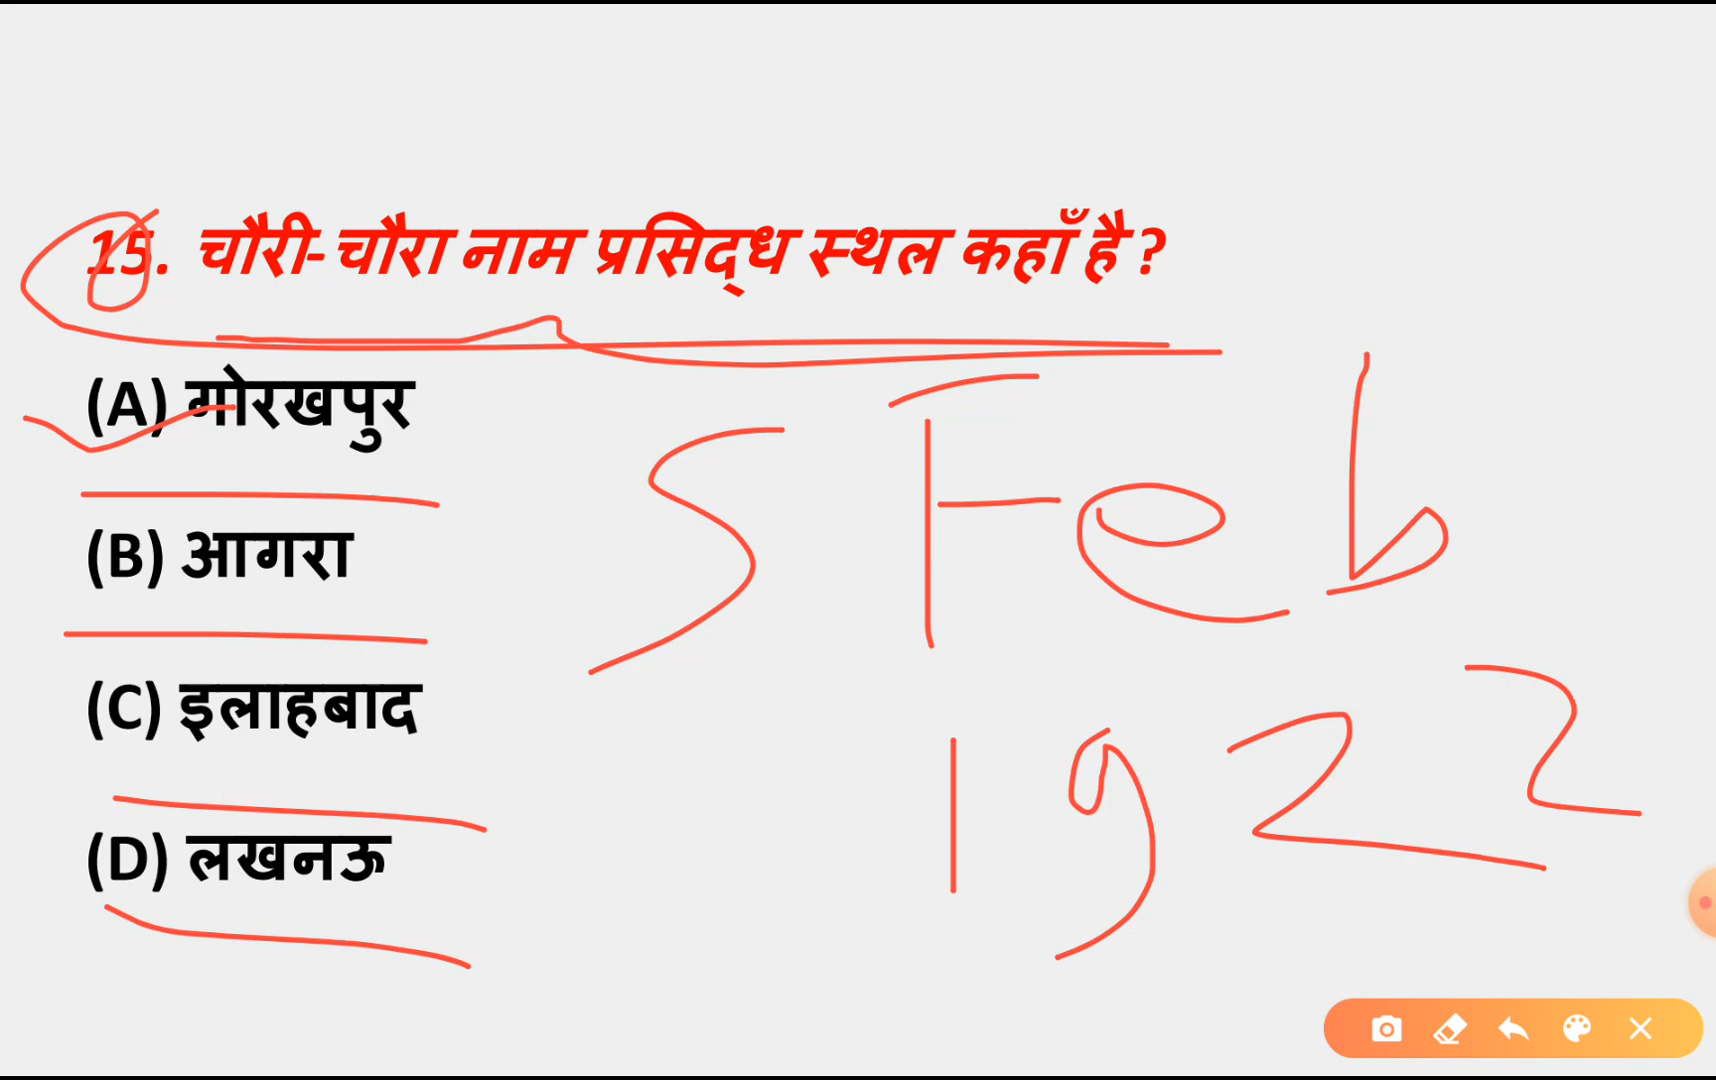 15. चौरी-चौरा नाम प्रसिद्ध स्थल कहाँ है ?
(A) गोरखपुर
5 Feb
(B) आगरा
(C) इलाहबाद
1922
(D) लखनऊ